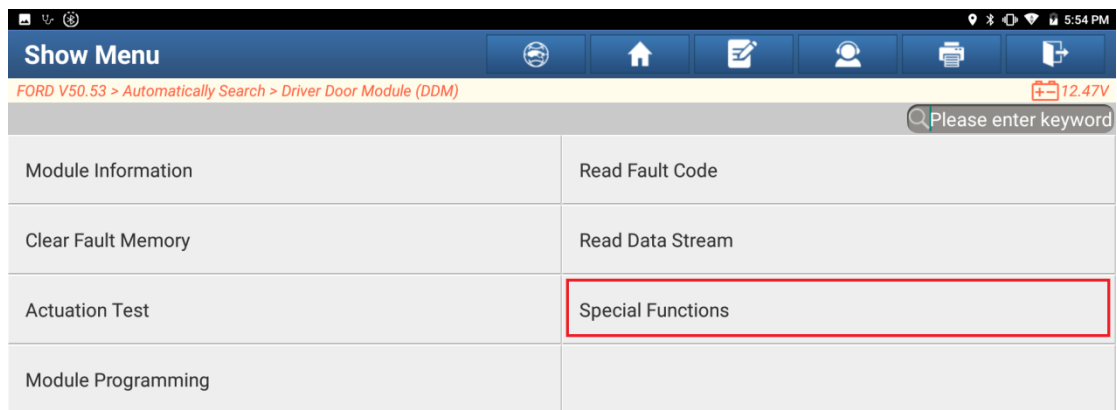 5:54 PM
Show Menu
FORD V50.53 > Automatically Search > Driver Door Module (DDM)
12.47V
Please enter keyword
Module Information
Read Fault Code
Clear Fault Memory
Read Data Stream
Actuation Test
Special Functions
Module Programming